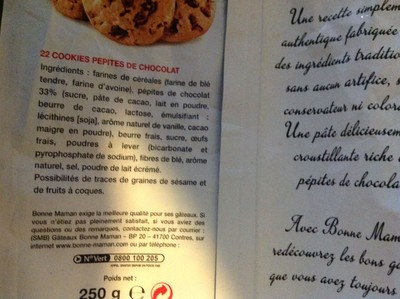 22 COOKIES PEPITES DE CHOCOLAT
Ingrédients : farines de céréales (farine de blé
tendre, farine d'avoine), pépites de chocolat
33% (sucre, pâte de cacao, lait en poudre,
beurre de cacao, lactose, émulsifiant :
lécithines [soja], arôme naturel de vanille, cacao
maigre en poudre), beurre frais, sucre, œufs
frais, poudres à lever (bicarbonate et
pyrophosphate de sodium), fibres de blé, arôme
naturel, sel, poudre de lait écrémé.
Possibilités de traces de graines de sésame et
de fruits à coques.
Bonne Maman exige la meilleure qualité pour ses gâteaux. Si
vous n'étiez pas pleinement satisfait, si vous avez des
questions ou des remarques, contactez-nous par courrier :
(SMB) Gâteaux Bonne Maman – BP 20 – 41700 Contres, sur
internet www.bonne-maman.com ou par téléphone :
N° Vert 0800 100 205
Poids net :
250 g e
Une recette simplem
authentique fabriquée
des ingrédients traditio
sans aucun artifice, s
conservateur ni color
Une pâte délicieusem
croustillante riche
pépites de chocola
Avec Bonne Mam
redécouvrez les bons g
que vous avez toujours